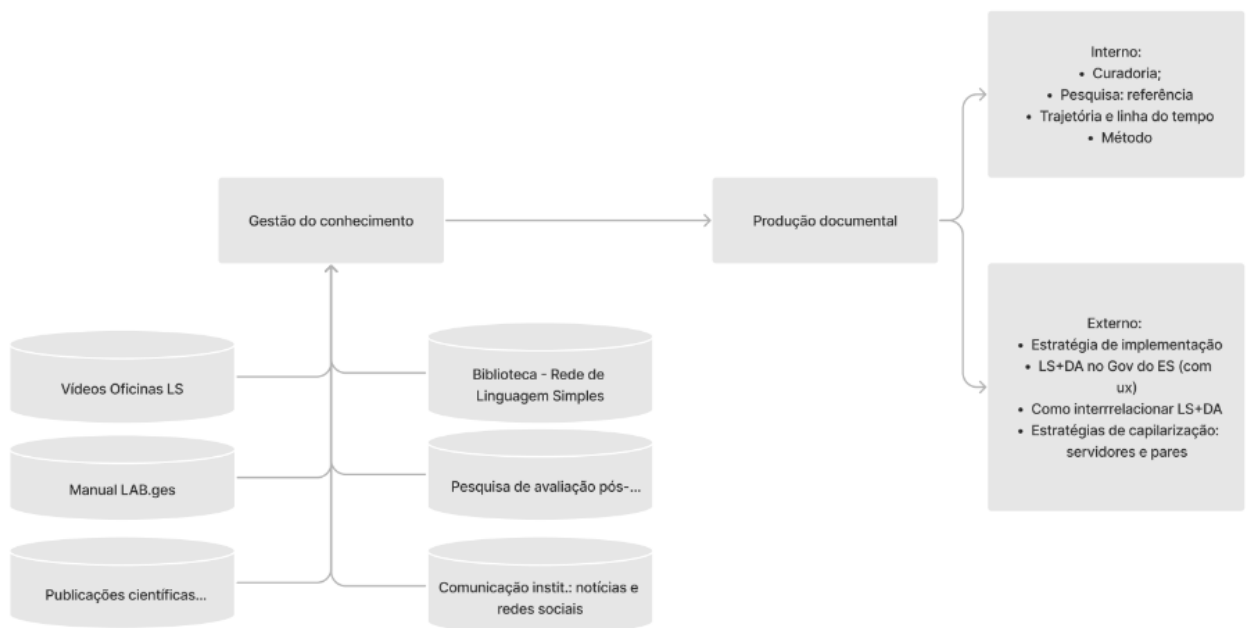 Interno:
• Curadoria;
• Pesquisa: referência
• Trajetória e linha do tempo
• Método
Gestão do conhecimento
Produção documental
Externo:
• Estratégia de implementação
• LS+DA no Gov do ES (com
ux)
• Como interrrelacionar LS+DA
• Estratégias de capilarização:
servidores e pares
Vídeos Oficinas LS
Biblioteca - Rede de
Linguagem Simples
Manual LAB.ges
Pesquisa de avaliação pós-...
Publicações científicas...
Comunicação instit.: notícias e
redes sociais